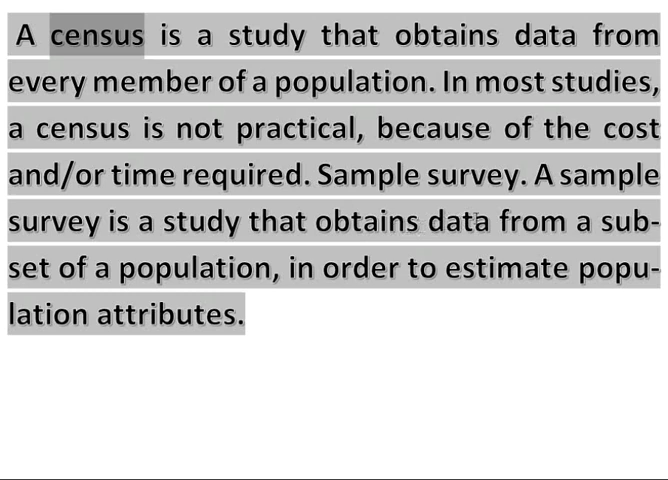 A census is a study that obtains data from
every member of a population. In most studies,
a census is not practical, because of the cost
and/or time required. Sample survey. A sample
survey is a study that obtains data from a sub-
set of a population, in order to estimate popu-
lation attributes.